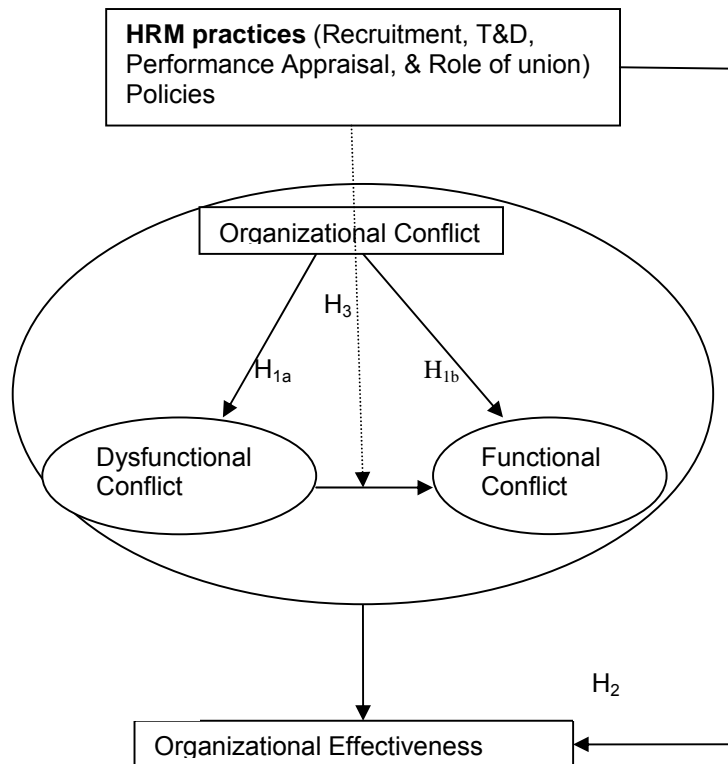 HRM practices (Recruitment, T&D,
Performance Appraisal, & Role of union)
Policies
Organizational Conflict
H3
H1a
H1b
Dysfunctional
Conflict
Functional
Conflict
H2
Organizational Effectiveness